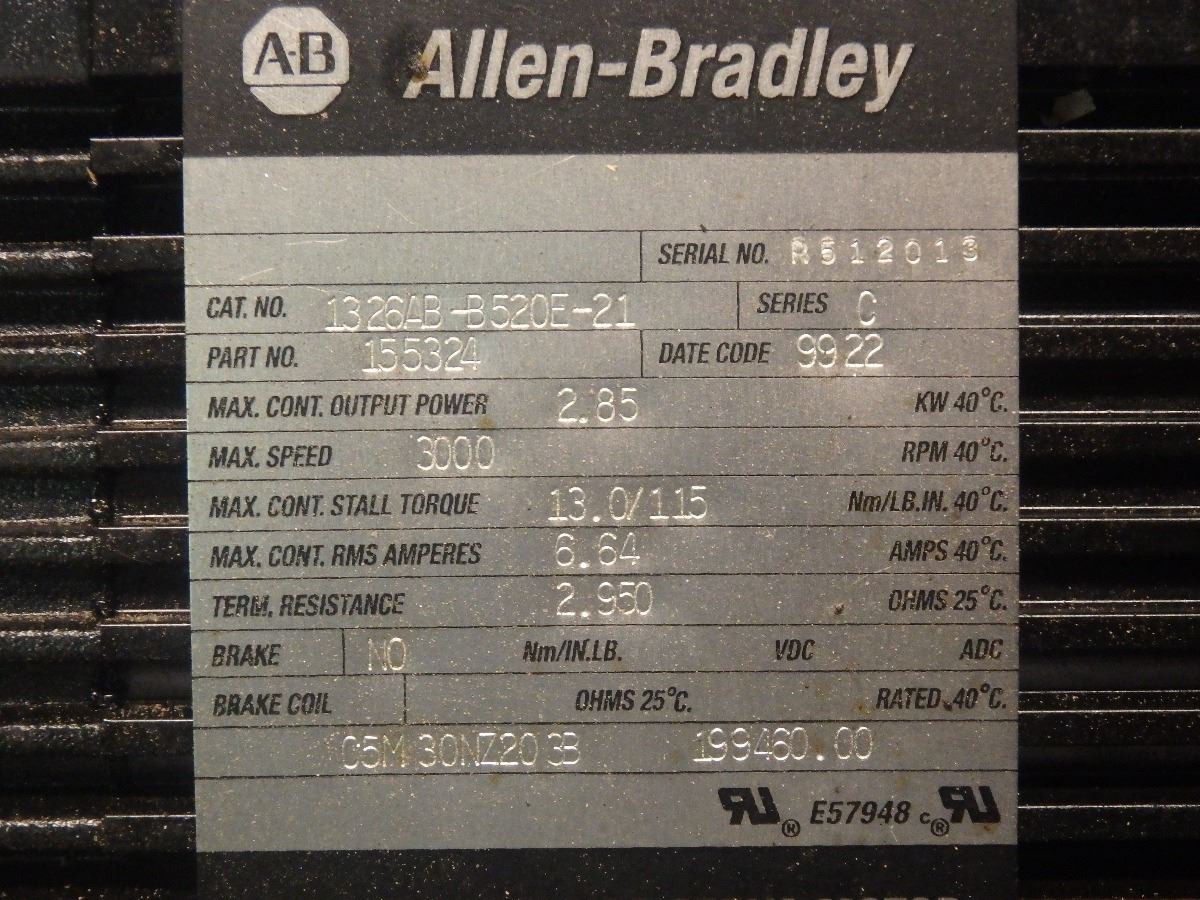 A-B Allen-Bradley
SERIAL NO. R512013
CAT. NO. 1326AB-B520E-21 SERIES C
PART NO. 155324 DATE CODE 9922
MAX. CONT. OUTPUT POWER 2.85 KW 40°C.
MAX. SPEED 3000 RPM 40°C.
MAX. CONT. STALL TORQUE 13.0/115 Nm/LB.IN. 40°C.
MAX. CONT. RMS AMPERES 6.64 AMPS 40°C.
TERM. RESISTANCE 2.950 OHMS 25°C.
BRAKE NO Nm/IN.LB. VDC ADC
BRAKE COIL OHMS 25°C. RATED 40°C.
C5M30NZ203B 199460.00
RU® E57948 c®RU